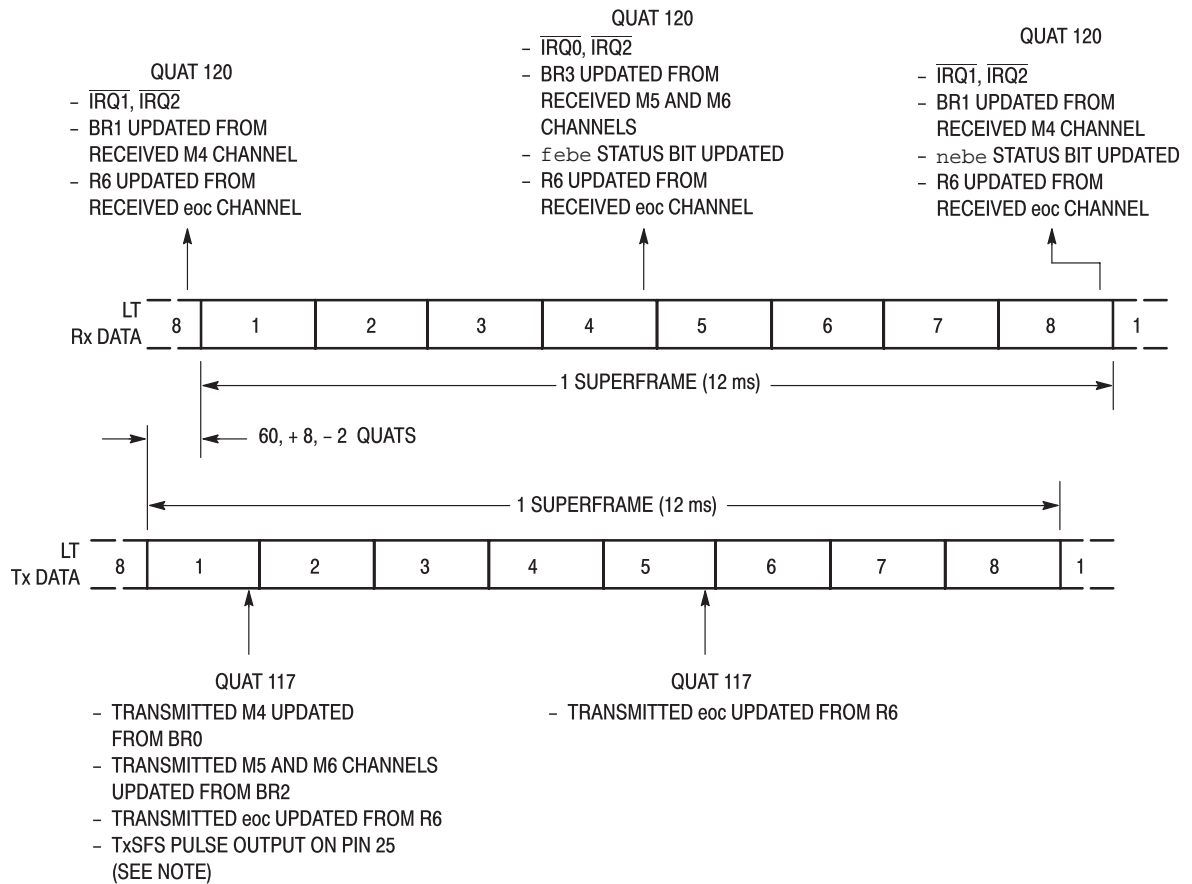 QUAT 120
– IRQ1, IRQ2
– BR1 UPDATED FROM
RECEIVED M4 CHANNEL
– R6 UPDATED FROM
RECEIVED eoc CHANNEL
QUAT 120
– IRQ0, IRQ2
– BR3 UPDATED FROM
RECEIVED M5 AND M6
CHANNELS
– febe STATUS BIT UPDATED
– R6 UPDATED FROM
RECEIVED eoc CHANNEL
QUAT 120
– IRQ1, IRQ2
– BR1 UPDATED FROM
RECEIVED M4 CHANNEL
– nebe STATUS BIT UPDATED
– R6 UPDATED FROM
RECEIVED eoc CHANNEL
LT
Rx DATA
8 1 2 3 4 5 6 7 8 1
1 SUPERFRAME (12 ms)
60, + 8, – 2 QUATS
1 SUPERFRAME (12 ms)
LT
Tx DATA
8 1 2 3 4 5 6 7 8 1
QUAT 117
– TRANSMITTED M4 UPDATED
FROM BR0
– TRANSMITTED M5 AND M6 CHANNELS
UPDATED FROM BR2
– TRANSMITTED eoc UPDATED FROM R6
– TxSFS PULSE OUTPUT ON PIN 25
(SEE NOTE)
QUAT 117
– TRANSMITTED eoc UPDATED FROM R6